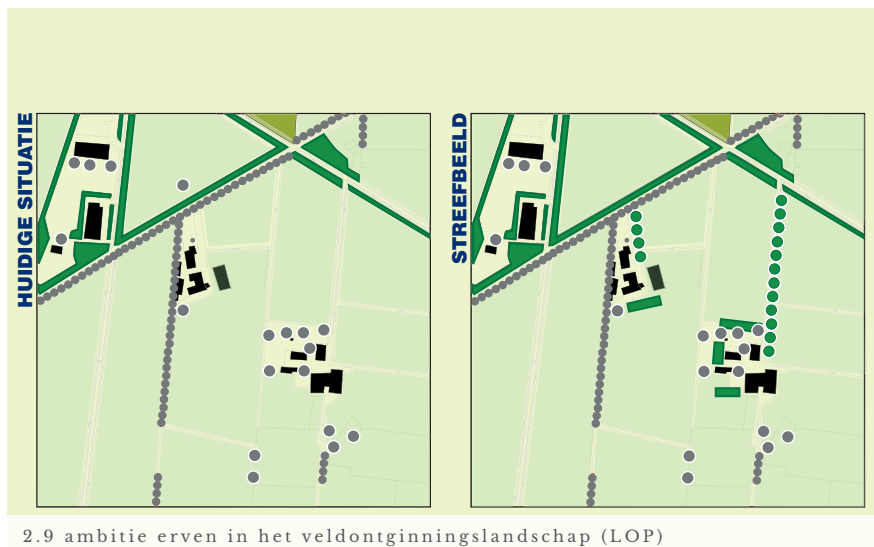 HUIDIGE SITUATIE
STREEFBEELD
2.9 ambitie erven in het veldontginningslandschap (LOP)